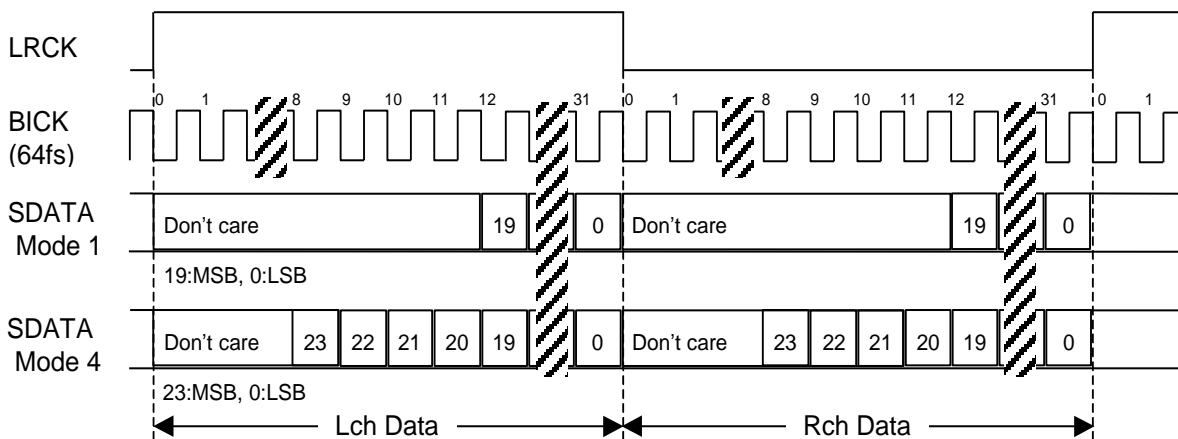 LRCK
0 1 8 9 10 11 12 31 0 1 8 9 10 11 12 31 0 1
BICK
(64fs)
SDATA
Mode 1
Don't care 19 0 Don't care 19 0
19:MSB, 0:LSB
SDATA
Mode 4
Don't care 23 22 21 20 19 0 Don't care 23 22 21 20 19 0
23:MSB, 0:LSB
Lch Data Rch Data